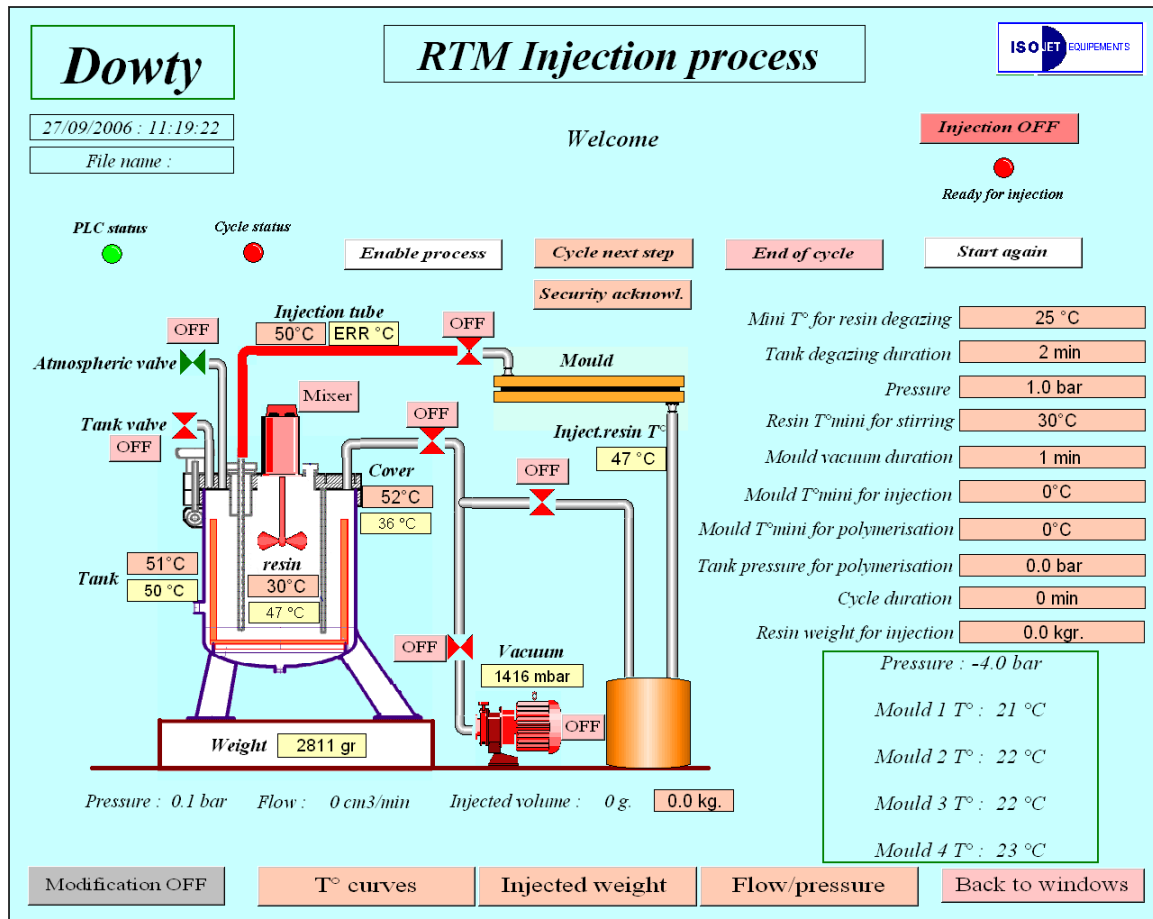 Dowty
RTM Injection process
ISOJET EQUIPEMENTS
27/09/2006 : 11:19:22
File name :
Welcome
Injection OFF
Ready for injection
PLC status
Cycle status
Enable process
Cycle next step
End of cycle
Start again
Security acknowl.
Injection tube
50°C
ERR °C
OFF
OFF
Atmospheric valve
Mould
Mixer
Tank valve
OFF
OFF
Inject.resin T°
47 °C
OFF
Cover
52°C
36 °C
Tank
51°C
50 °C
resin
30°C
47 °C
OFF
Vacuum
1416 mbar
OFF
Weight
2811 gr
Mini T° for resin degazing
25 °C
Tank degazing duration
2 min
Pressure
1.0 bar
Resin T°mini for stirring
30°C
Mould vacuum duration
1 min
Mould T°mini for injection
0°C
Mould T°mini for polymerisation
0°C
Tank pressure for polymerisation
0.0 bar
Cycle duration
0 min
Resin weight for injection
0.0 kgr.
Pressure : -4.0 bar
Mould 1 T° : 21 °C
Mould 2 T° : 22 °C
Mould 3 T° : 22 °C
Mould 4 T° : 23 °C
Pressure : 0.1 bar
Flow : 0 cm3/min
Injected volume : 0 g.
0.0 kg.
Modification OFF
T° curves
Injected weight
Flow/pressure
Back to windows